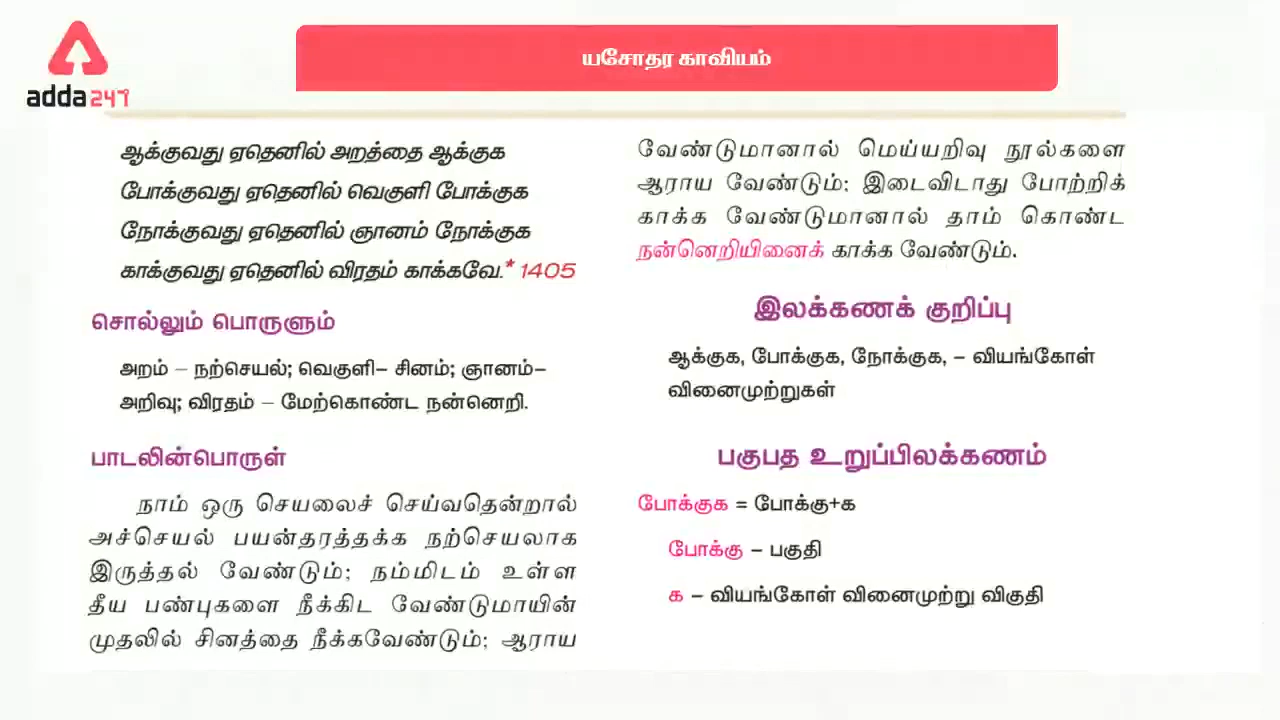 adda247
யசோதர காவியம்
ஆக்குவது ஏதெனில் அறத்தை ஆக்குக
போக்குவது ஏதெனில் வெகுளி போக்குக
நோக்குவது ஏதெனில் ஞானம் நோக்குக
காக்குவது ஏதெனில் விரதம் காக்கவே.* 1405
சொல்லும் பொருளும்
அறம் – நற்செயல்; வெகுளி– சினம்; ஞானம்–
அறிவு; விரதம் – மேற்கொண்ட நன்னெறி.
பாடலின்பொருள்
நாம் ஒரு செயலைச் செய்வதென்றால்
அச்செயல் பயன்தரத்தக்க நற்செயலாக
இருத்தல் வேண்டும்; நம்மிடம் உள்ள
தீய பண்புகளை நீக்கிட வேண்டுமாயின்
முதலில் சினத்தை நீக்கவேண்டும்; ஆராய
வேண்டுமானால் மெய்யறிவு நூல்களை
ஆராய வேண்டும்; இடைவிடாது போற்றிக்
காக்க வேண்டுமானால் தாம் கொண்ட
நன்னெறியினைக் காக்க வேண்டும்.
இலக்கணக் குறிப்பு
ஆக்குக, போக்குக, நோக்குக, – வியங்கோள்
வினைமுற்றுகள்
பகுபத உறுப்பிலக்கணம்
போக்குக = போக்கு+க
போக்கு – பகுதி
க – வியங்கோள் வினைமுற்று விகுதி